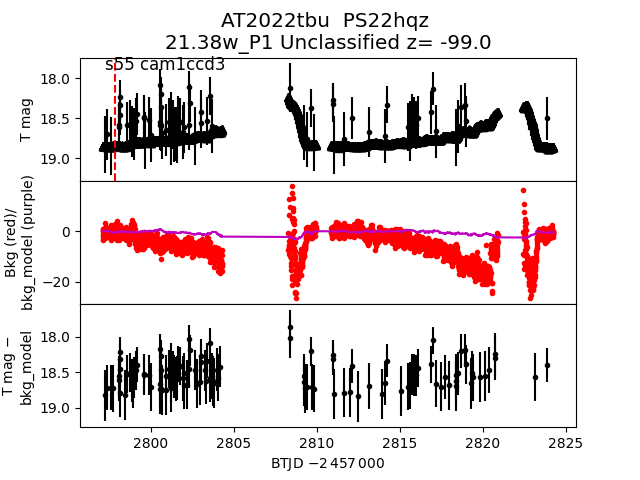 AT2022tbu PS22hqz
21.38w_P1 Unclassified z= -99.0
s55 cam1ccd3
18.0
18.5
19.0
T mag
0
−20
Bkg (red)/
bkg_model (purple)
18.0
18.5
19.0
T mag −
bkg_model
2800
2805
2810
2815
2820
2825
BTJD −2 457 000